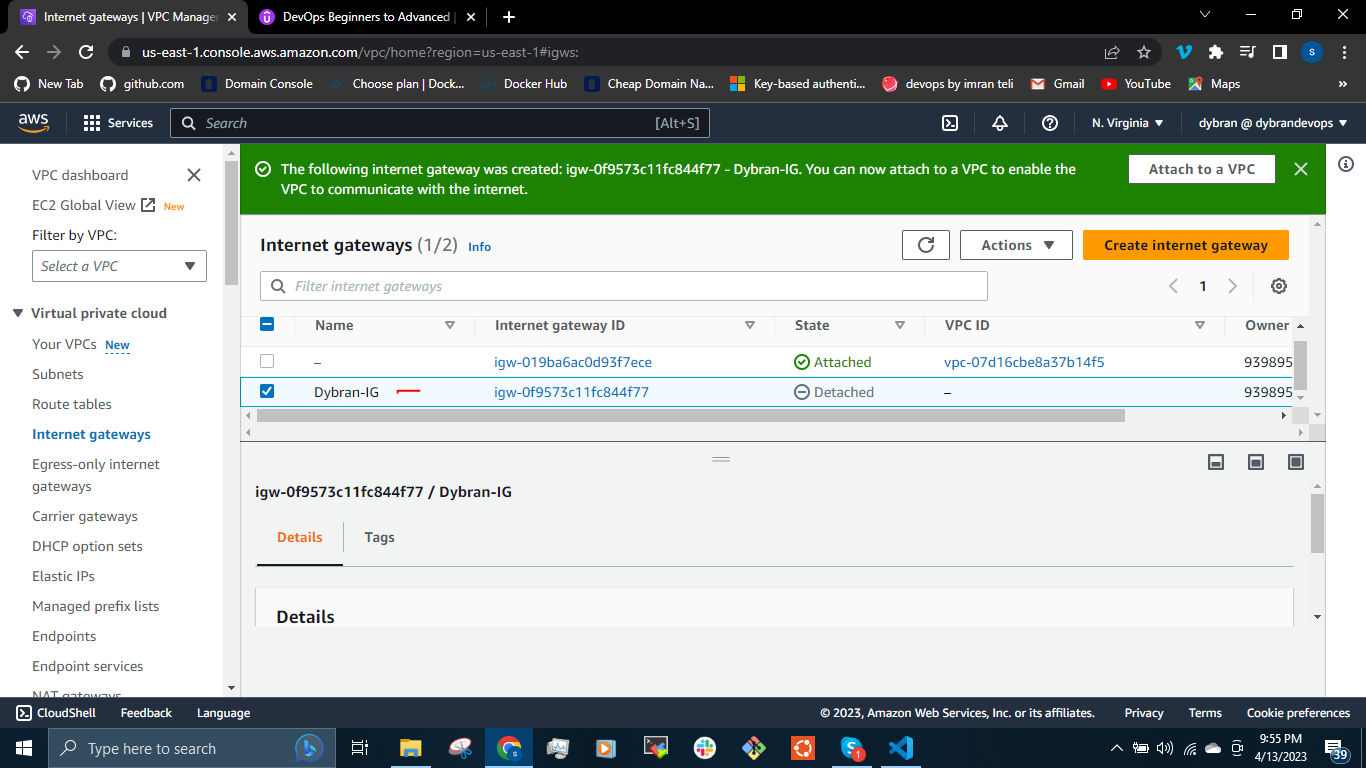 Internet gateways | VPC Manager
DevOps Beginners to Advanced |
us-east-1.console.aws.amazon.com/vpc/home?region=us-east-1#igws:
S
New Tab
github.com
Domain Console
Choose plan | Dock...
Docker Hub
Cheap Domain Na...
Key-based authenti...
devops by imran teli
Gmail
YouTube
Maps
»
aws
Services
Search
[Alt+S]
N. Virginia
dybran @ dybrandevops
VPC dashboard
EC2 Global View
New
Filter by VPC:
Select a VPC
Virtual private cloud
Your VPCs New
Subnets
Route tables
Internet gateways
Egress-only internet
gateways
Carrier gateways
DHCP option sets
Elastic IPs
Managed prefix lists
Endpoints
Endpoint services
NAT gateways
The following internet gateway was created: igw-0f9573c11fc844f77 - Dybran-IG. You can now attach to a VPC to enable the
VPC to communicate with the internet.
Attach to a VPC
Internet gateways (1/2) Info
Actions
Create internet gateway
Filter internet gateways
1
Name Internet gateway ID State VPC ID Owner
– igw-019ba6ac0d93f7ece Attached vpc-07d16cbe8a37b14f5 939895
Dybran-IG igw-0f9573c11fc844f77 Detached – 939895
igw-0f9573c11fc844f77 / Dybran-IG
Details
Tags
Details
CloudShell
Feedback
Language
© 2023, Amazon Web Services, Inc. or its affiliates.
Privacy
Terms
Cookie preferences
Type here to search
1
9:55 PM
4/13/2023
39